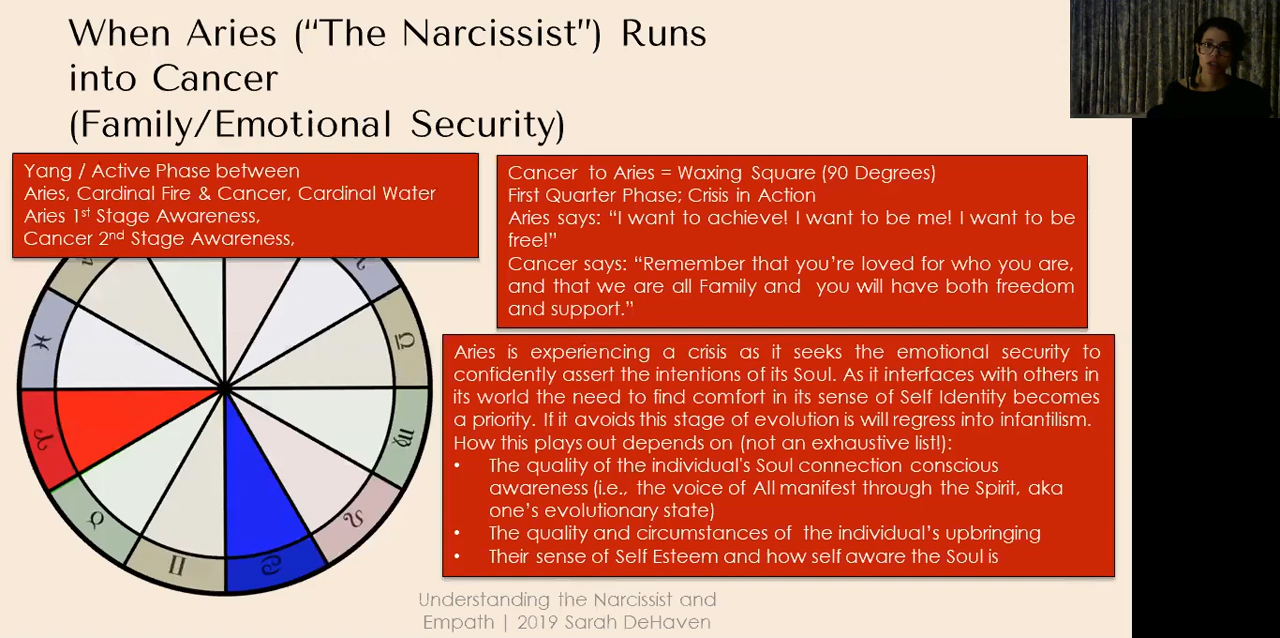 When Aries (“The Narcissist”) Runs
into Cancer
(Family/Emotional Security)
Yang / Active Phase between
Aries, Cardinal Fire & Cancer, Cardinal Water
Aries 1st Stage Awareness,
Cancer 2nd Stage Awareness,
Cancer to Aries = Waxing Square (90 Degrees)
First Quarter Phase; Crisis in Action
Aries says: “I want to achieve! I want to be me! I want to be
free!”
Cancer says: “Remember that you’re loved for who you are,
and that we are all Family and you will have both freedom
and support.”
Aries is experiencing a crisis as it seeks the emotional security to
confidently assert the intentions of its Soul. As it interfaces with others in
its world the need to find comfort in its sense of Self Identity becomes
a priority. If it avoids this stage of evolution is will regress into infantilism.
How this plays out depends on (not an exhaustive list!):
• The quality of the individual's Soul connection conscious
awareness (i.e., the voice of All manifest through the Spirit, aka
one’s evolutionary state)
• The quality and circumstances of the individual’s upbringing
• Their sense of Self Esteem and how self aware the Soul is
♓
♎
♈
♍
♉
♌
♊
♋
Understanding the Narcissist and
Empath | 2019 Sarah DeHaven